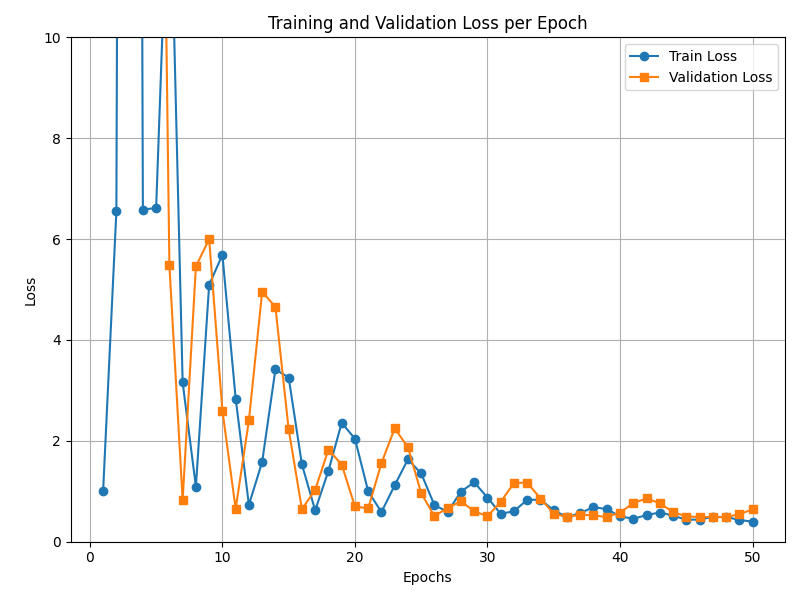 Training and Validation Loss per Epoch
Train Loss
Validation Loss
10
8
6
4
2
0
Loss
0 10 20 30 40 50
Epochs